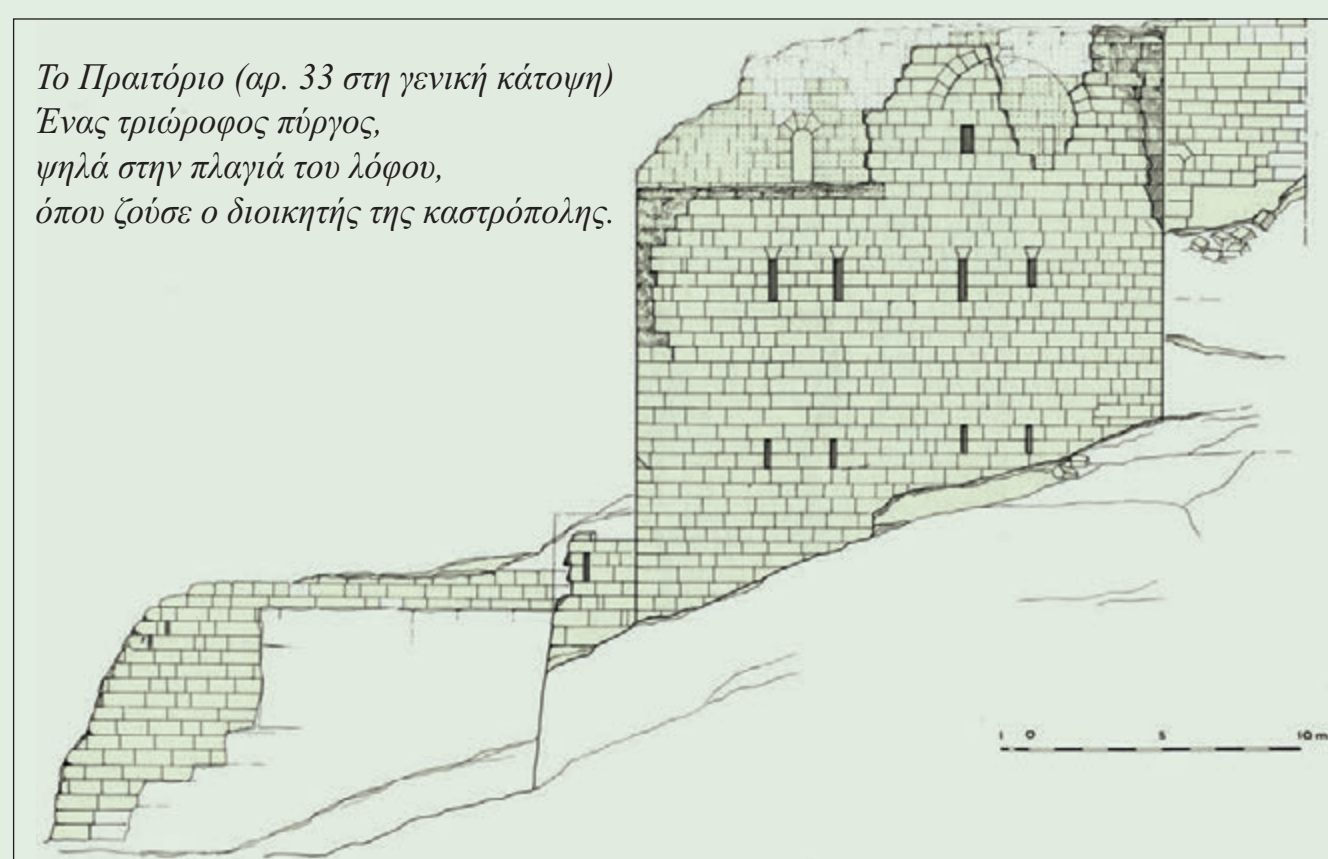 Το Πραιτόριο (αρ. 33 στη γενική κάτοψη)
Ένας τριώροφος πύργος,
ψηλά στην πλαγιά του λόφου,
όπου ζούσε ο διοικητής της καστρόπολης.
1 0 5 10 m